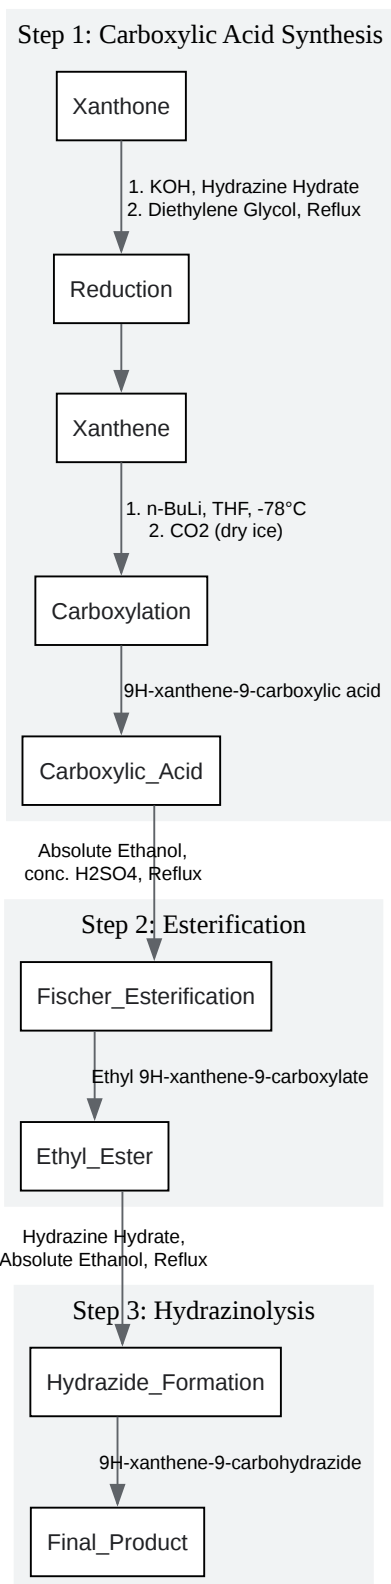 Step 1: Carboxylic Acid Synthesis
Xanthone
1. KOH, Hydrazine Hydrate
2. Diethylene Glycol, Reflux
Reduction
Xanthene
1. n-BuLi, THF, -78°C
2. CO2 (dry ice)
Carboxylation
9H-xanthene-9-carboxylic acid
Carboxylic_Acid
Absolute Ethanol,
conc. H2SO4, Reflux
Step 2: Esterification
Fischer_Esterification
Ethyl 9H-xanthene-9-carboxylate
Ethyl_Ester
Hydrazine Hydrate,
Absolute Ethanol, Reflux
Step 3: Hydrazinolysis
Hydrazide_Formation
9H-xanthene-9-carbohydrazide
Final_Product